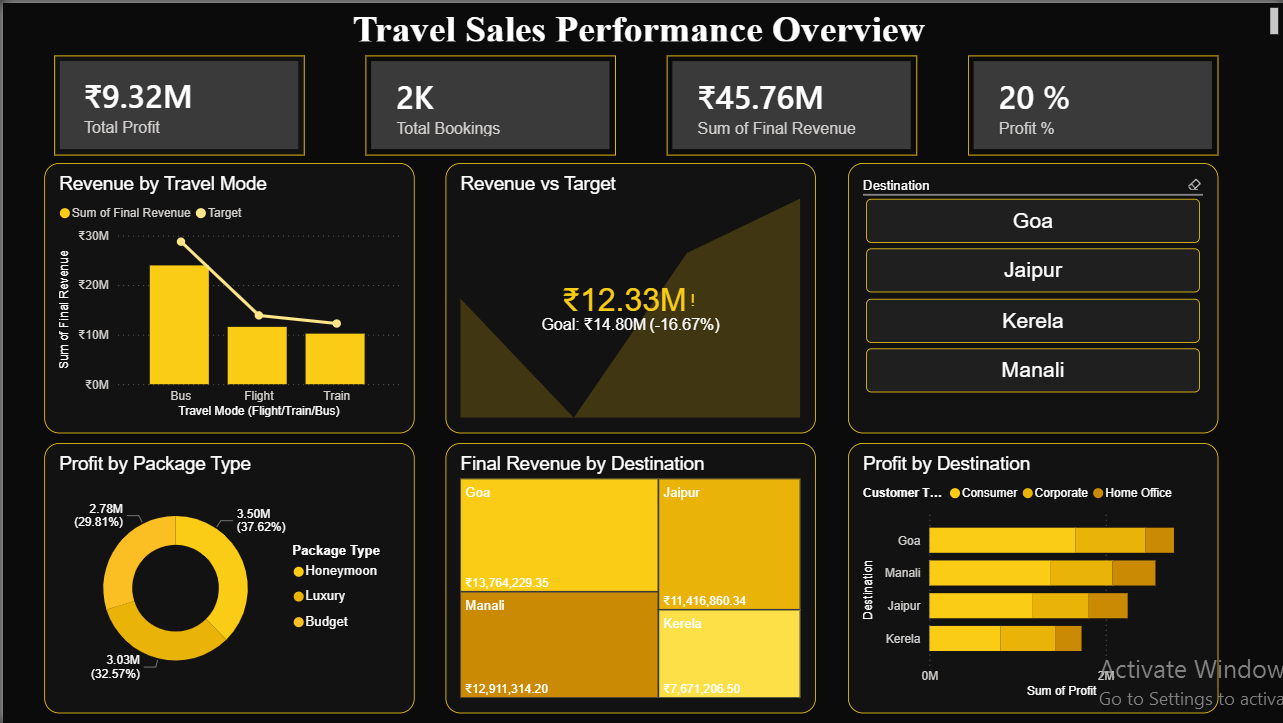 Travel Sales Performance Overview
₹9.32M
Total Profit
2K
Total Bookings
₹45.76M
Sum of Final Revenue
20 %
Profit %
Revenue by Travel Mode
Sum of Final Revenue Target
₹30M
₹20M
₹10M
₹0M
Sum of Final Revenue
Bus Flight Train
Travel Mode (Flight/Train/Bus)
Revenue vs Target
₹12.33M!
Goal: ₹14.80M (-16.67%)
Destination
Goa
Jaipur
Kerela
Manali
Profit by Package Type
2.78M
(29.81%)
3.50M
(37.62%)
3.03M
(32.57%)
Package Type
Honeymoon
Luxury
Budget
Final Revenue by Destination
Goa
₹13,764,229.35
Jaipur
₹11,416,860.34
Manali
₹12,911,314.20
Kerela
₹7,671,206.50
Profit by Destination
Customer T... Consumer Corporate Home Office
Destination
Goa
Manali
Jaipur
Kerela
0M 2M
Sum of Profit
Activate Window
Go to Settings to activa